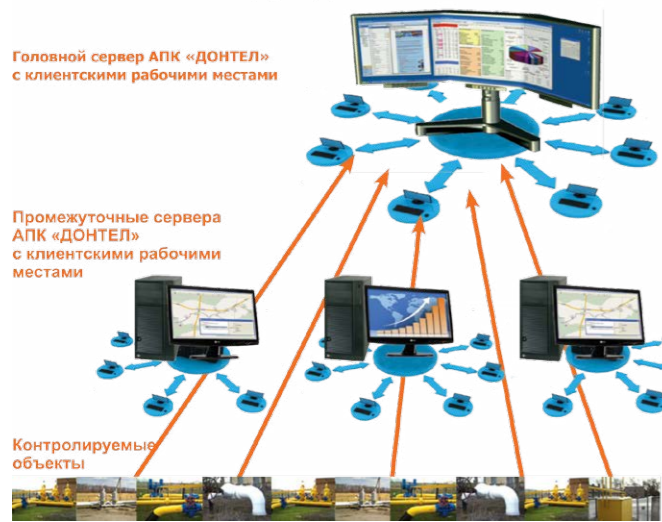 Головной сервер АПК «ДОНТЕЛ»
с клиентскими рабочими местами
Промежуточные сервера
АПК «ДОНТЕЛ»
с клиентскими рабочими
местами
Контролируемые
объекты